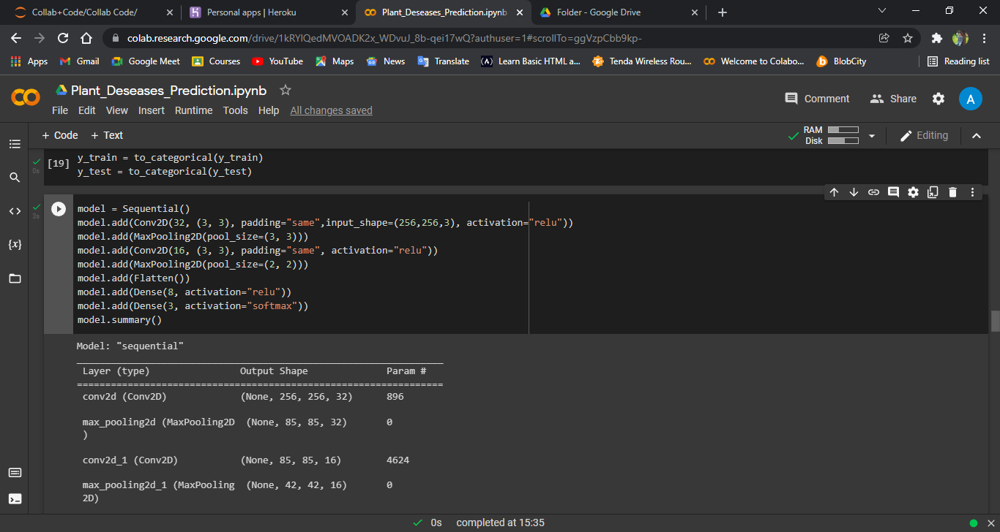 Collab+Code/Collab Code/
Personal apps | Heroku
Plant_Deseases_Prediction.ipynb
Folder - Google Drive
colab.research.google.com/drive/1kRYlQedMVOADK2x_WDvuJ_8b-qei17wQ?authuser=1#scrollTo=ggVzpCbb9kp-
Apps
Gmail
Google Meet
Courses
YouTube
Maps
News
Translate
Learn Basic HTML a...
Tenda Wireless Rou...
Welcome to Colabo...
BlobCity
Reading list
Plant_Deseases_Prediction.ipynb
Comment
Share
A
File Edit View Insert Runtime Tools Help All changes saved
+ Code + Text
RAM
Disk
Editing
[19]
0s
y_train = to_categorical(y_train)
y_test = to_categorical(y_test)
3s
model = Sequential()
model.add(Conv2D(32, (3, 3), padding="same",input_shape=(256,256,3), activation="relu"))
model.add(MaxPooling2D(pool_size=(3, 3)))
model.add(Conv2D(16, (3, 3), padding="same", activation="relu"))
model.add(MaxPooling2D(pool_size=(2, 2)))
model.add(Flatten())
model.add(Dense(8, activation="relu"))
model.add(Dense(3, activation="softmax"))
model.summary()
Model: "sequential"
Layer (type) Output Shape Param #
=================================================================
conv2d (Conv2D) (None, 256, 256, 32) 896
max_pooling2d (MaxPooling2D (None, 85, 85, 32) 0
)
conv2d_1 (Conv2D) (None, 85, 85, 16) 4624
max_pooling2d_1 (MaxPooling (None, 42, 42, 16) 0
2D)
0s completed at 15:35